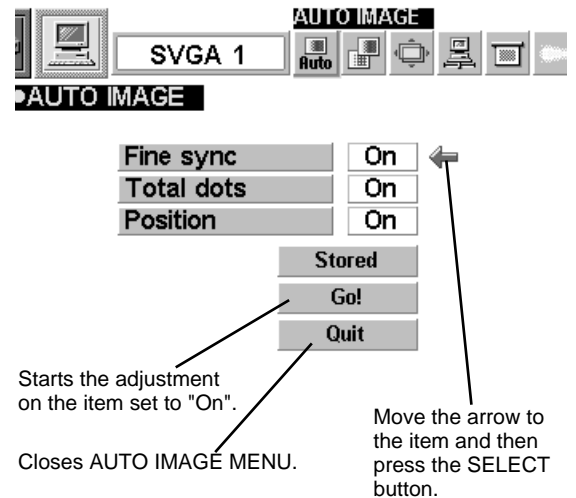 AUTO IMAGE
SVGA 1
Auto
●AUTO IMAGE
Fine sync On
Total dots On
Position On
Stored
Go!
Quit
Starts the adjustment
on the item set to "On".
Closes AUTO IMAGE MENU.
Move the arrow to
the item and then
press the SELECT
button.